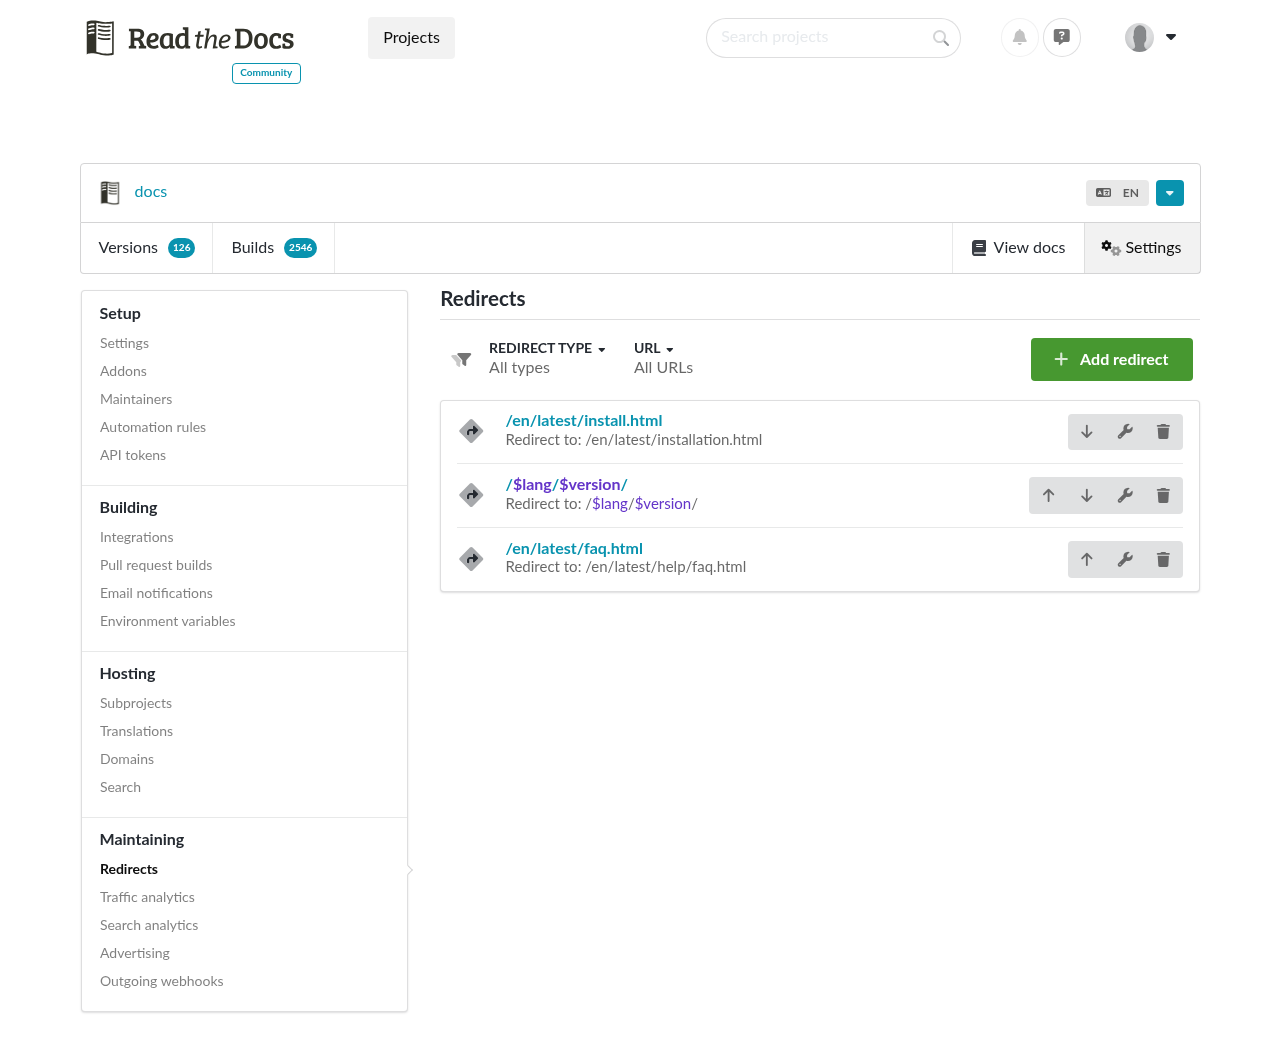 Read the Docs
Community
Projects
Search projects
docs
EN
Versions 126
Builds 2546
View docs
Settings
Setup
Settings
Addons
Maintainers
Automation rules
API tokens
Building
Integrations
Pull request builds
Email notifications
Environment variables
Hosting
Subprojects
Translations
Domains
Search
Maintaining
Redirects
Traffic analytics
Search analytics
Advertising
Outgoing webhooks
Redirects
REDIRECT TYPE
All types
URL
All URLs
Add redirect
/en/latest/install.html
Redirect to: /en/latest/installation.html
/$lang/$version/
Redirect to: /$lang/$version/
/en/latest/faq.html
Redirect to: /en/latest/help/faq.html